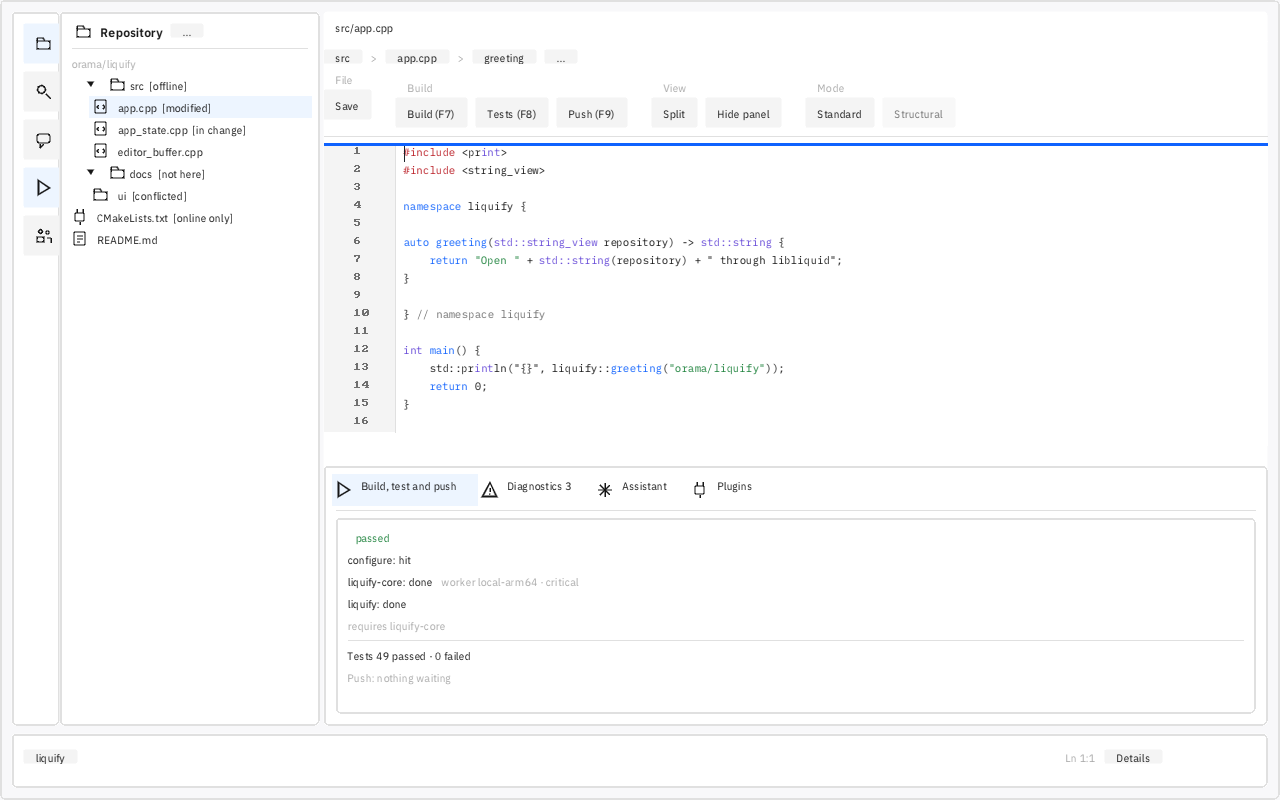 Repository ...
orama/liquify
src [offline]
app.cpp [modified]
app_state.cpp [in change]
editor_buffer.cpp
docs [not here]
ui [conflicted]
CMakeLists.txt [online only]
README.md
src/app.cpp
src > app.cpp > greeting ...
File Build View Mode
Save Build (F7) Tests (F8) Push (F9) Split Hide panel Standard Structural
1 #include <print>
2 #include <string_view>
3
4 namespace liquify {
5
6 auto greeting(std::string_view repository) -> std::string {
7 return "Open " + std::string(repository) + " through libliquid";
8 }
9
10 } // namespace liquify
11
12 int main() {
13 std::println("{}", liquify::greeting("orama/liquify"));
14 return 0;
15 }
16
Build, test and push Diagnostics 3 Assistant Plugins
passed
configure: hit
liquify-core: done worker local-arm64 · critical
liquify: done
requires liquify-core
Tests 49 passed · 0 failed
Push: nothing waiting
liquify Ln 1:1 Details